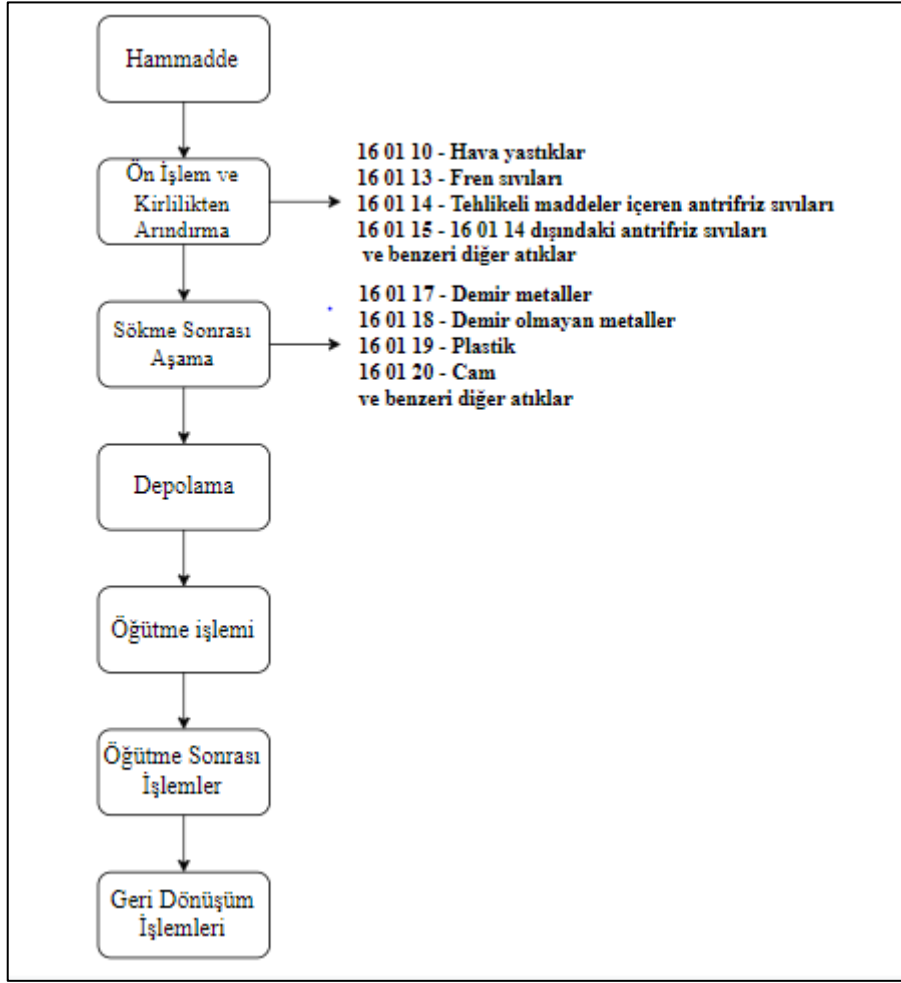 Hammadde
Ön İşlem ve
Kirlilikten
Arındırma
16 01 10 - Hava yastıklar
16 01 13 - Fren sıvıları
16 01 14 - Tehlikeli maddeler içeren antrifriz sıvıları
16 01 15 - 16 01 14 dışındaki antrifriz sıvıları
ve benzeri diğer atıklar
Sökme Sonrası
Aşama
16 01 17 - Demir metaller
16 01 18 - Demir olmayan metaller
16 01 19 - Plastik
16 01 20 - Cam
ve benzeri diğer atıklar
Depolama
Öğütme işlemi
Öğütme Sonrası
İşlemler
Geri Dönüşüm
İşlemleri